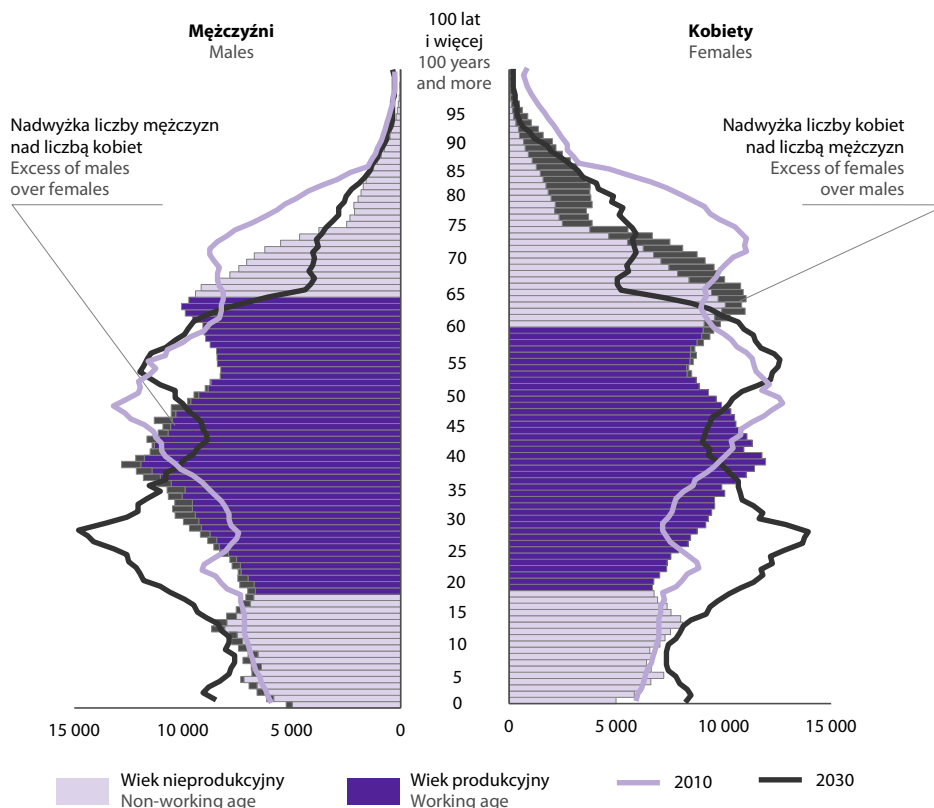 Mężczyźni
Males
100 lat
i więcej
100 years
and more
Kobiety
Females
Nadwyżka liczby mężczyzn
nad liczbą kobiet
Excess of males
over females
Nadwyżka liczby kobiet
nad liczbą mężczyzn
Excess of females
over males
95
90
85
80
75
70
65
60
55
50
45
40
35
30
25
20
15
10
5
0
15 000 10 000 5 000 0
0 5 000 10 000 15 000
Wiek nieprodukcyjny
Non-working age
Wiek produkcyjny
Working age
2010
2030